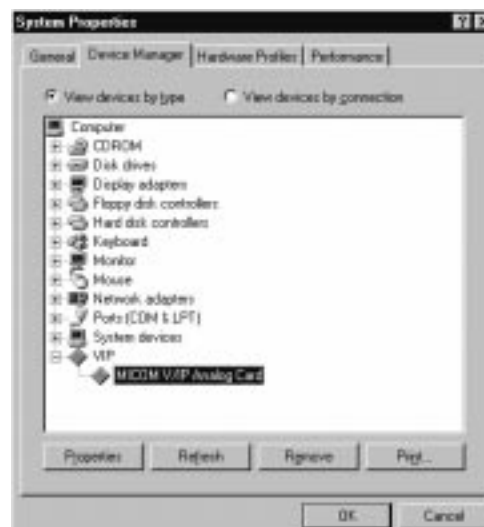 System Properties
General Device Manager Hardware Profiles Performance
View devices by type View devices by connection
Computer
CDROM
Disk drives
Display adapters
Floppy disk controllers
Hard disk controllers
Keyboard
Monitor
Mouse
Network adapters
Ports (COM & LPT)
System devices
VIP
MICOM V/IP Analog Card
Properties Refresh Remove Print...
OK Cancel